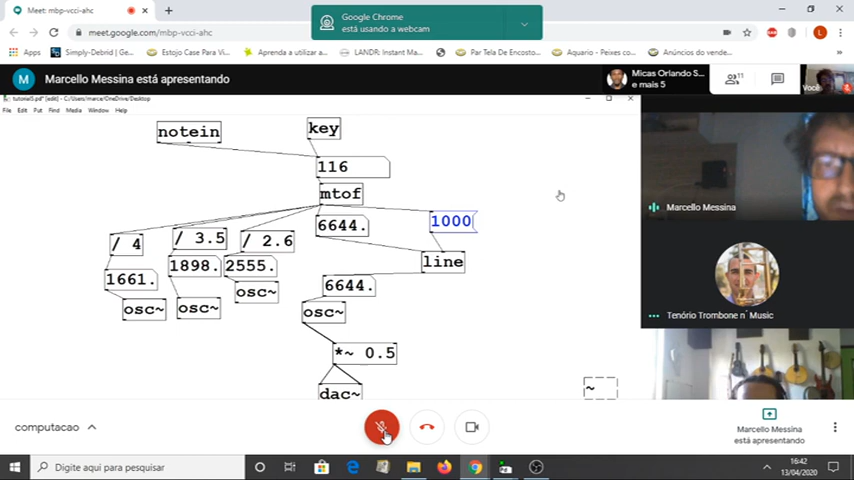 Meet: mbp-vcci-ahc
meet.google.com/mbp-vcci-ahc
Google Chrome
está usando a webcam
Apps
Simply-Debrid | Ge...
Estojo Case Para Vi...
Aprenda a utilizar a...
LANDR: Instant Ma...
Par Tela De Encosto...
Aquario - Peixes co...
Anúncios do vende...
M
Marcello Messina está apresentando
Micas Orlando S...
e mais 5
11
Você
tutorial5.pd* [edit] - C:/Users/marce/OneDrive/Desktop
File Edit Put Find Media Window Help
notein
key
116
mtof
6644.
1000
/ 4
/ 3.5
/ 2.6
1661.
1898.
2555.
line
osc~
osc~
osc~
6644.
osc~
*~ 0.5
dac~
~
Marcello Messina
Tenório Trombone n´ Music
computacao
Marcello Messina
está apresentando
Digite aqui para pesquisar
16:42
13/04/2020